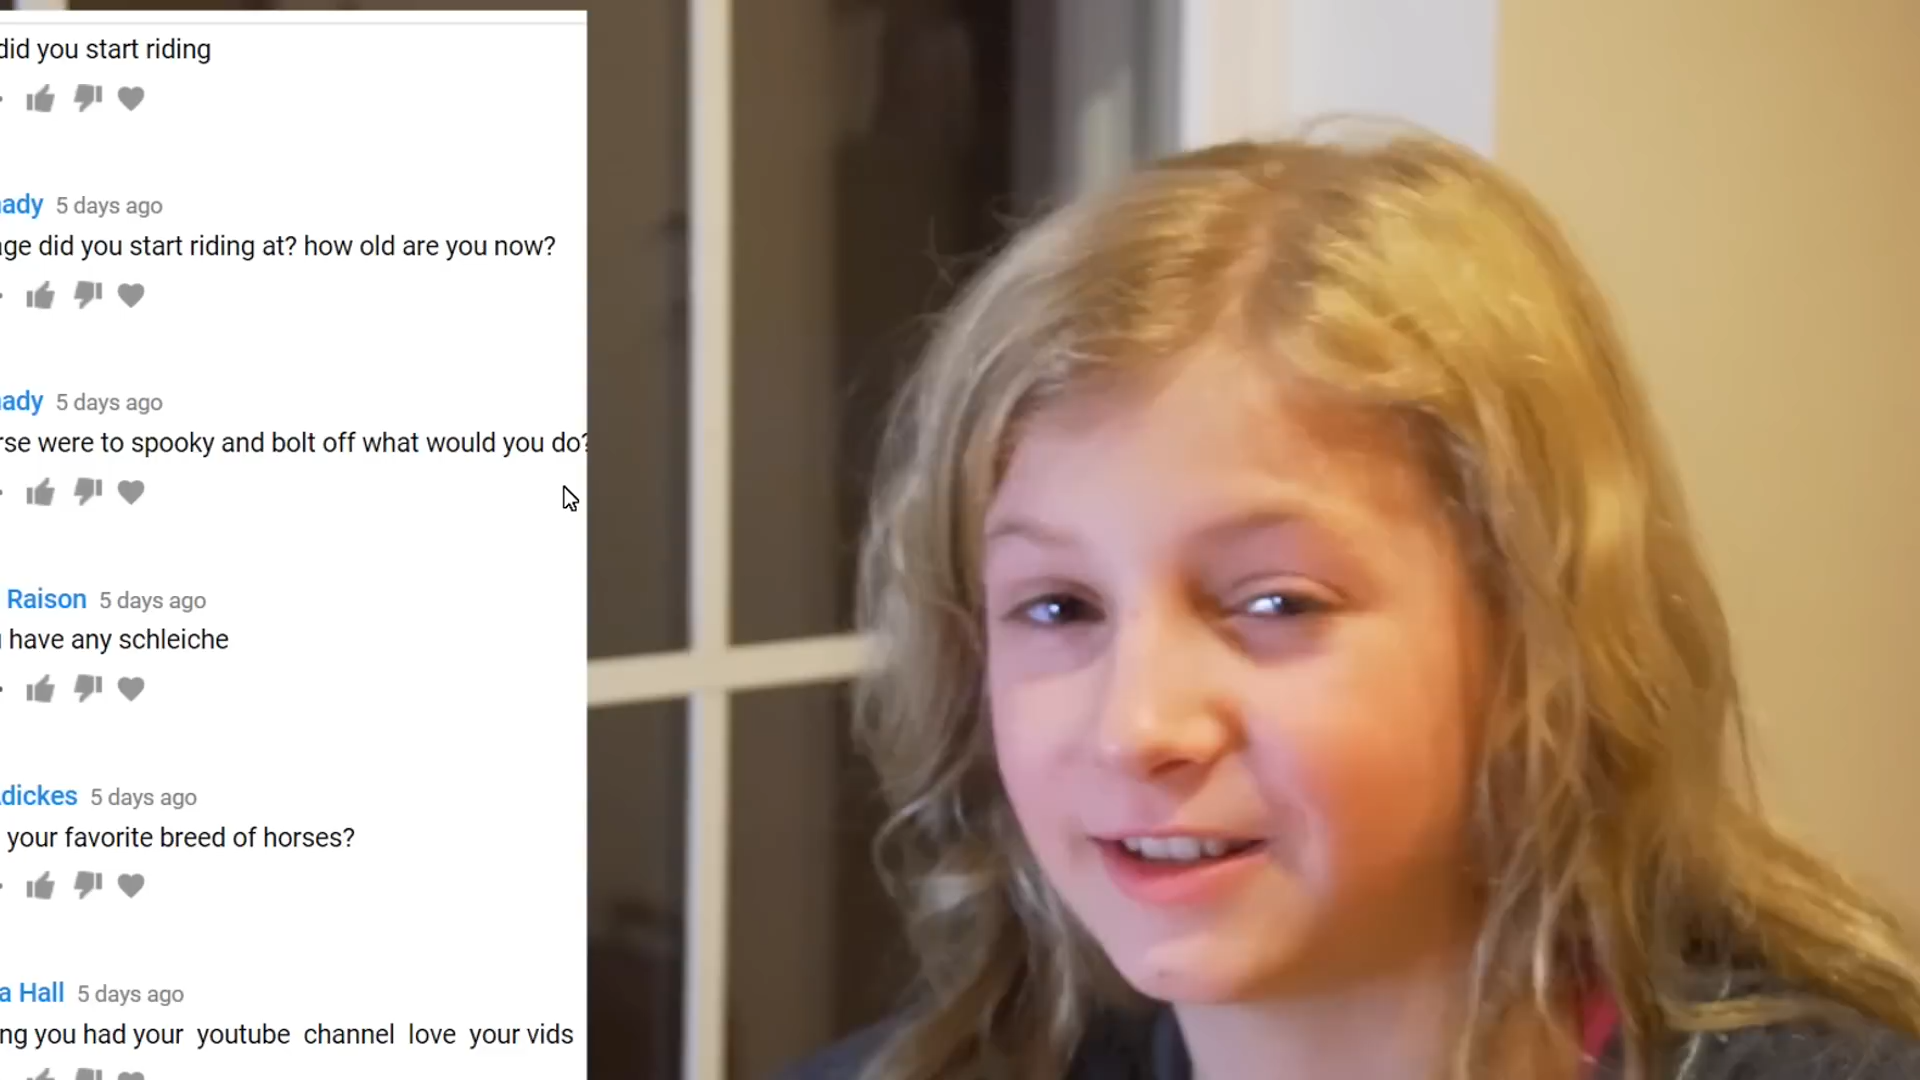 did you start riding
ady 5 days ago
ge did you start riding at? how old are you now?
ady 5 days ago
rse were to spooky and bolt off what would you do?
Raison 5 days ago
have any schleiche
dickes 5 days ago
your favorite breed of horses?
a Hall 5 days ago
ng you had your youtube channel love your vids